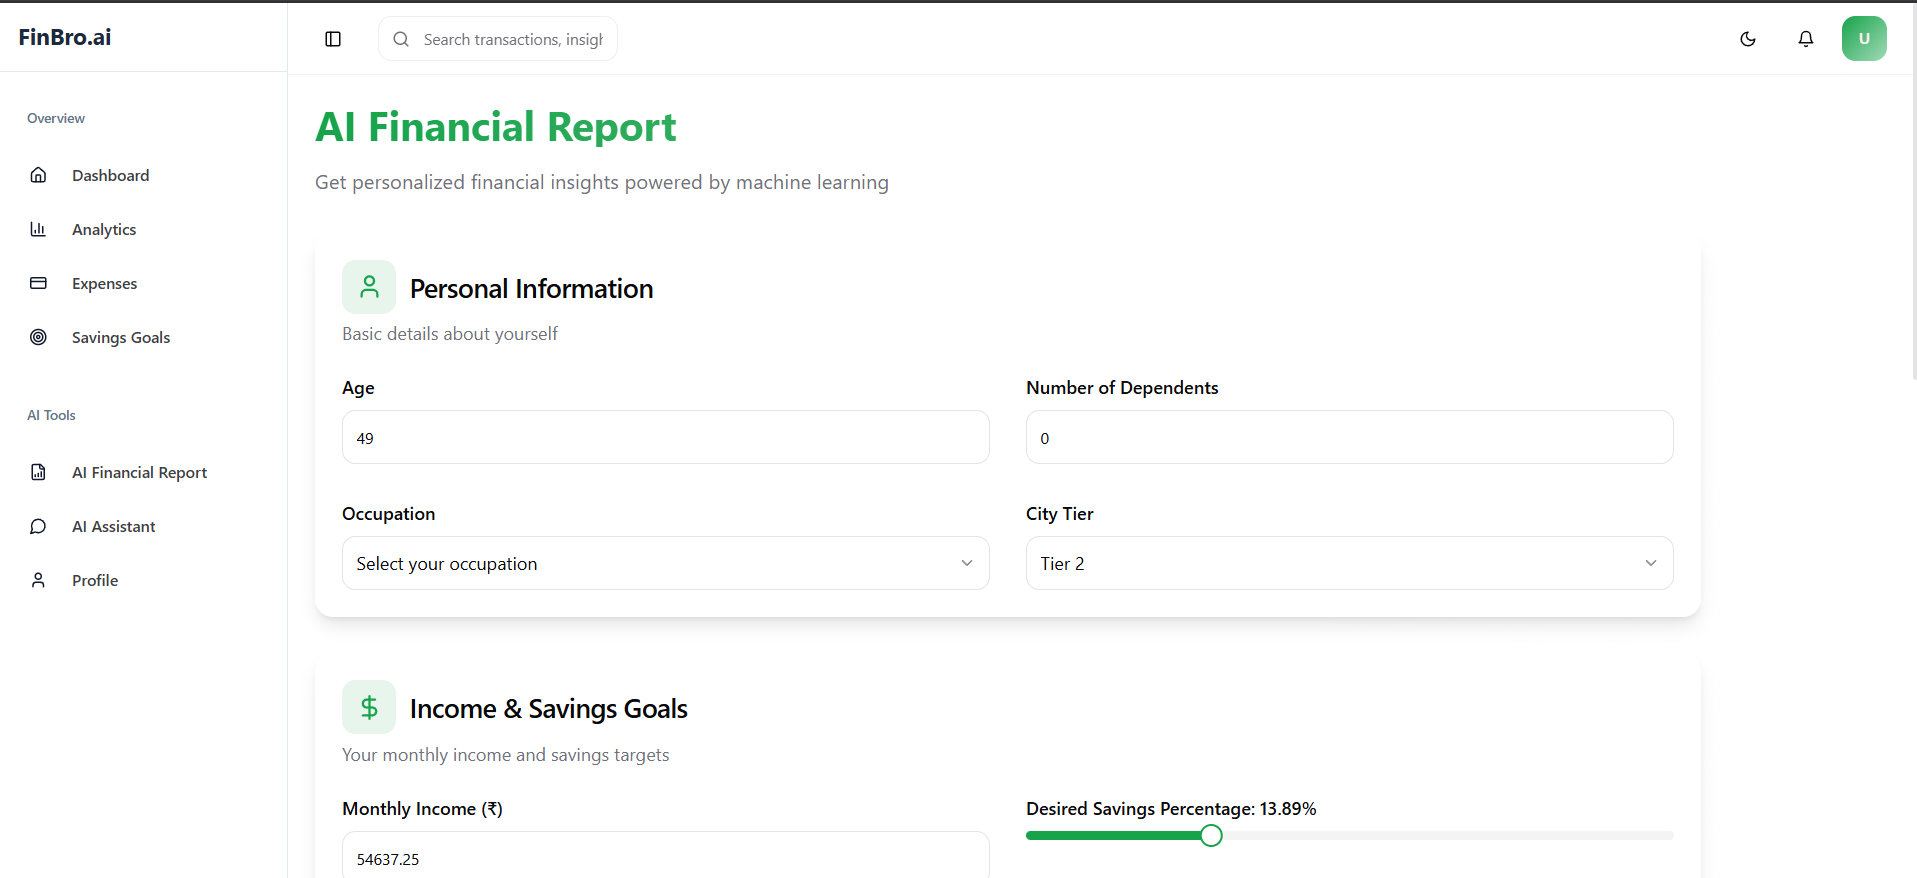 FinBro.ai
Search transactions, insigh
U
Overview
Dashboard
Analytics
Expenses
Savings Goals
AI Tools
AI Financial Report
AI Assistant
Profile
AI Financial Report
Get personalized financial insights powered by machine learning
Personal Information
Basic details about yourself
Age
49
Number of Dependents
0
Occupation
Select your occupation
City Tier
Tier 2
Income & Savings Goals
Your monthly income and savings targets
Monthly Income (₹)
54637.25
Desired Savings Percentage: 13.89%